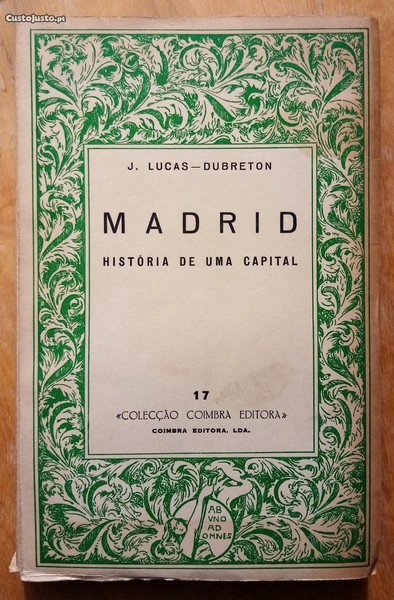 CustoJusto.pt
J. LUCAS—DUBRETON
MADRID
HISTÓRIA DE UMA CAPITAL
17
«COLECÇÃO COIMBRA EDITORA»
COIMBRA EDITORA, LDA.
AB
VNO
AD
OMNES